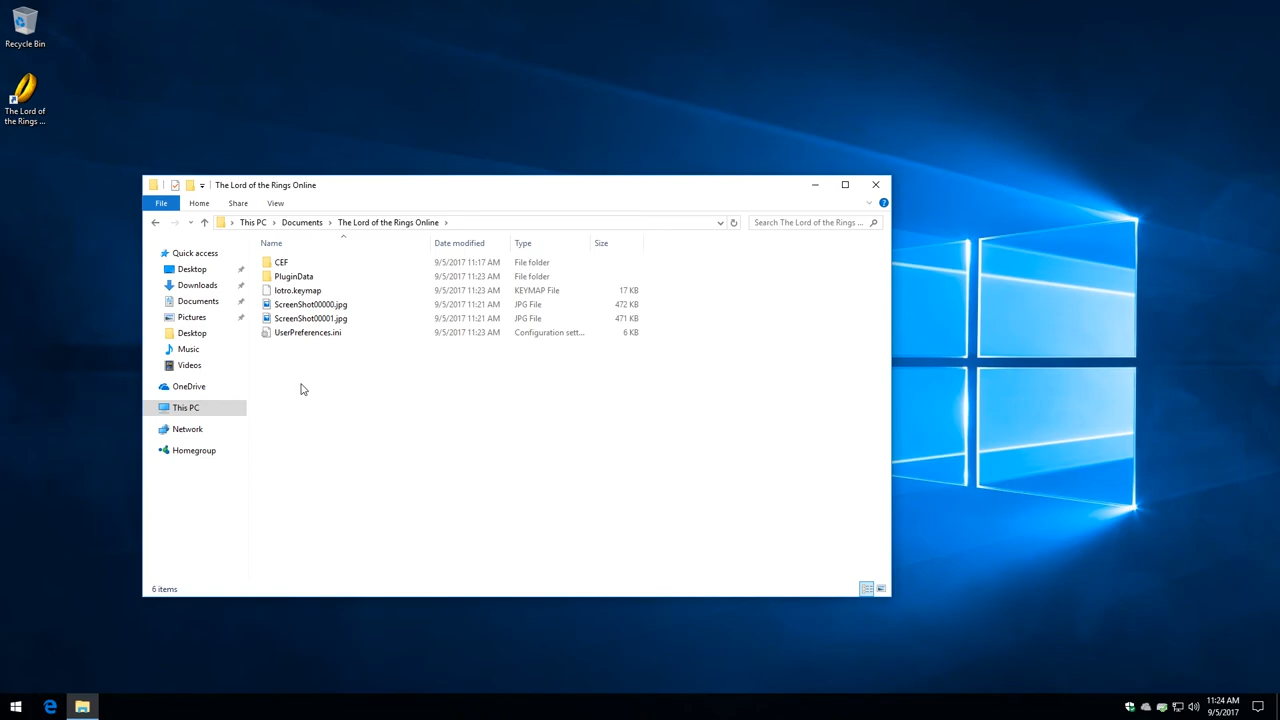 Recycle Bin
The Lord of
the Rings ...
The Lord of the Rings Online
File
Home
Share
View
This PC
Documents
The Lord of the Rings Online
Search The Lord of the Rings ...
Name
Date modified
Type
Size
CEF
9/5/2017 11:17 AM
File folder
PluginData
9/5/2017 11:23 AM
File folder
lotro.keymap
9/5/2017 11:23 AM
KEYMAP File
17 KB
ScreenShot00000.jpg
9/5/2017 11:21 AM
JPG File
472 KB
ScreenShot00001.jpg
9/5/2017 11:21 AM
JPG File
471 KB
UserPreferences.ini
9/5/2017 11:23 AM
Configuration sett...
6 KB
Quick access
Desktop
Downloads
Documents
Pictures
Desktop
Music
Videos
OneDrive
This PC
Network
Homegroup
6 items
11:24 AM
9/5/2017